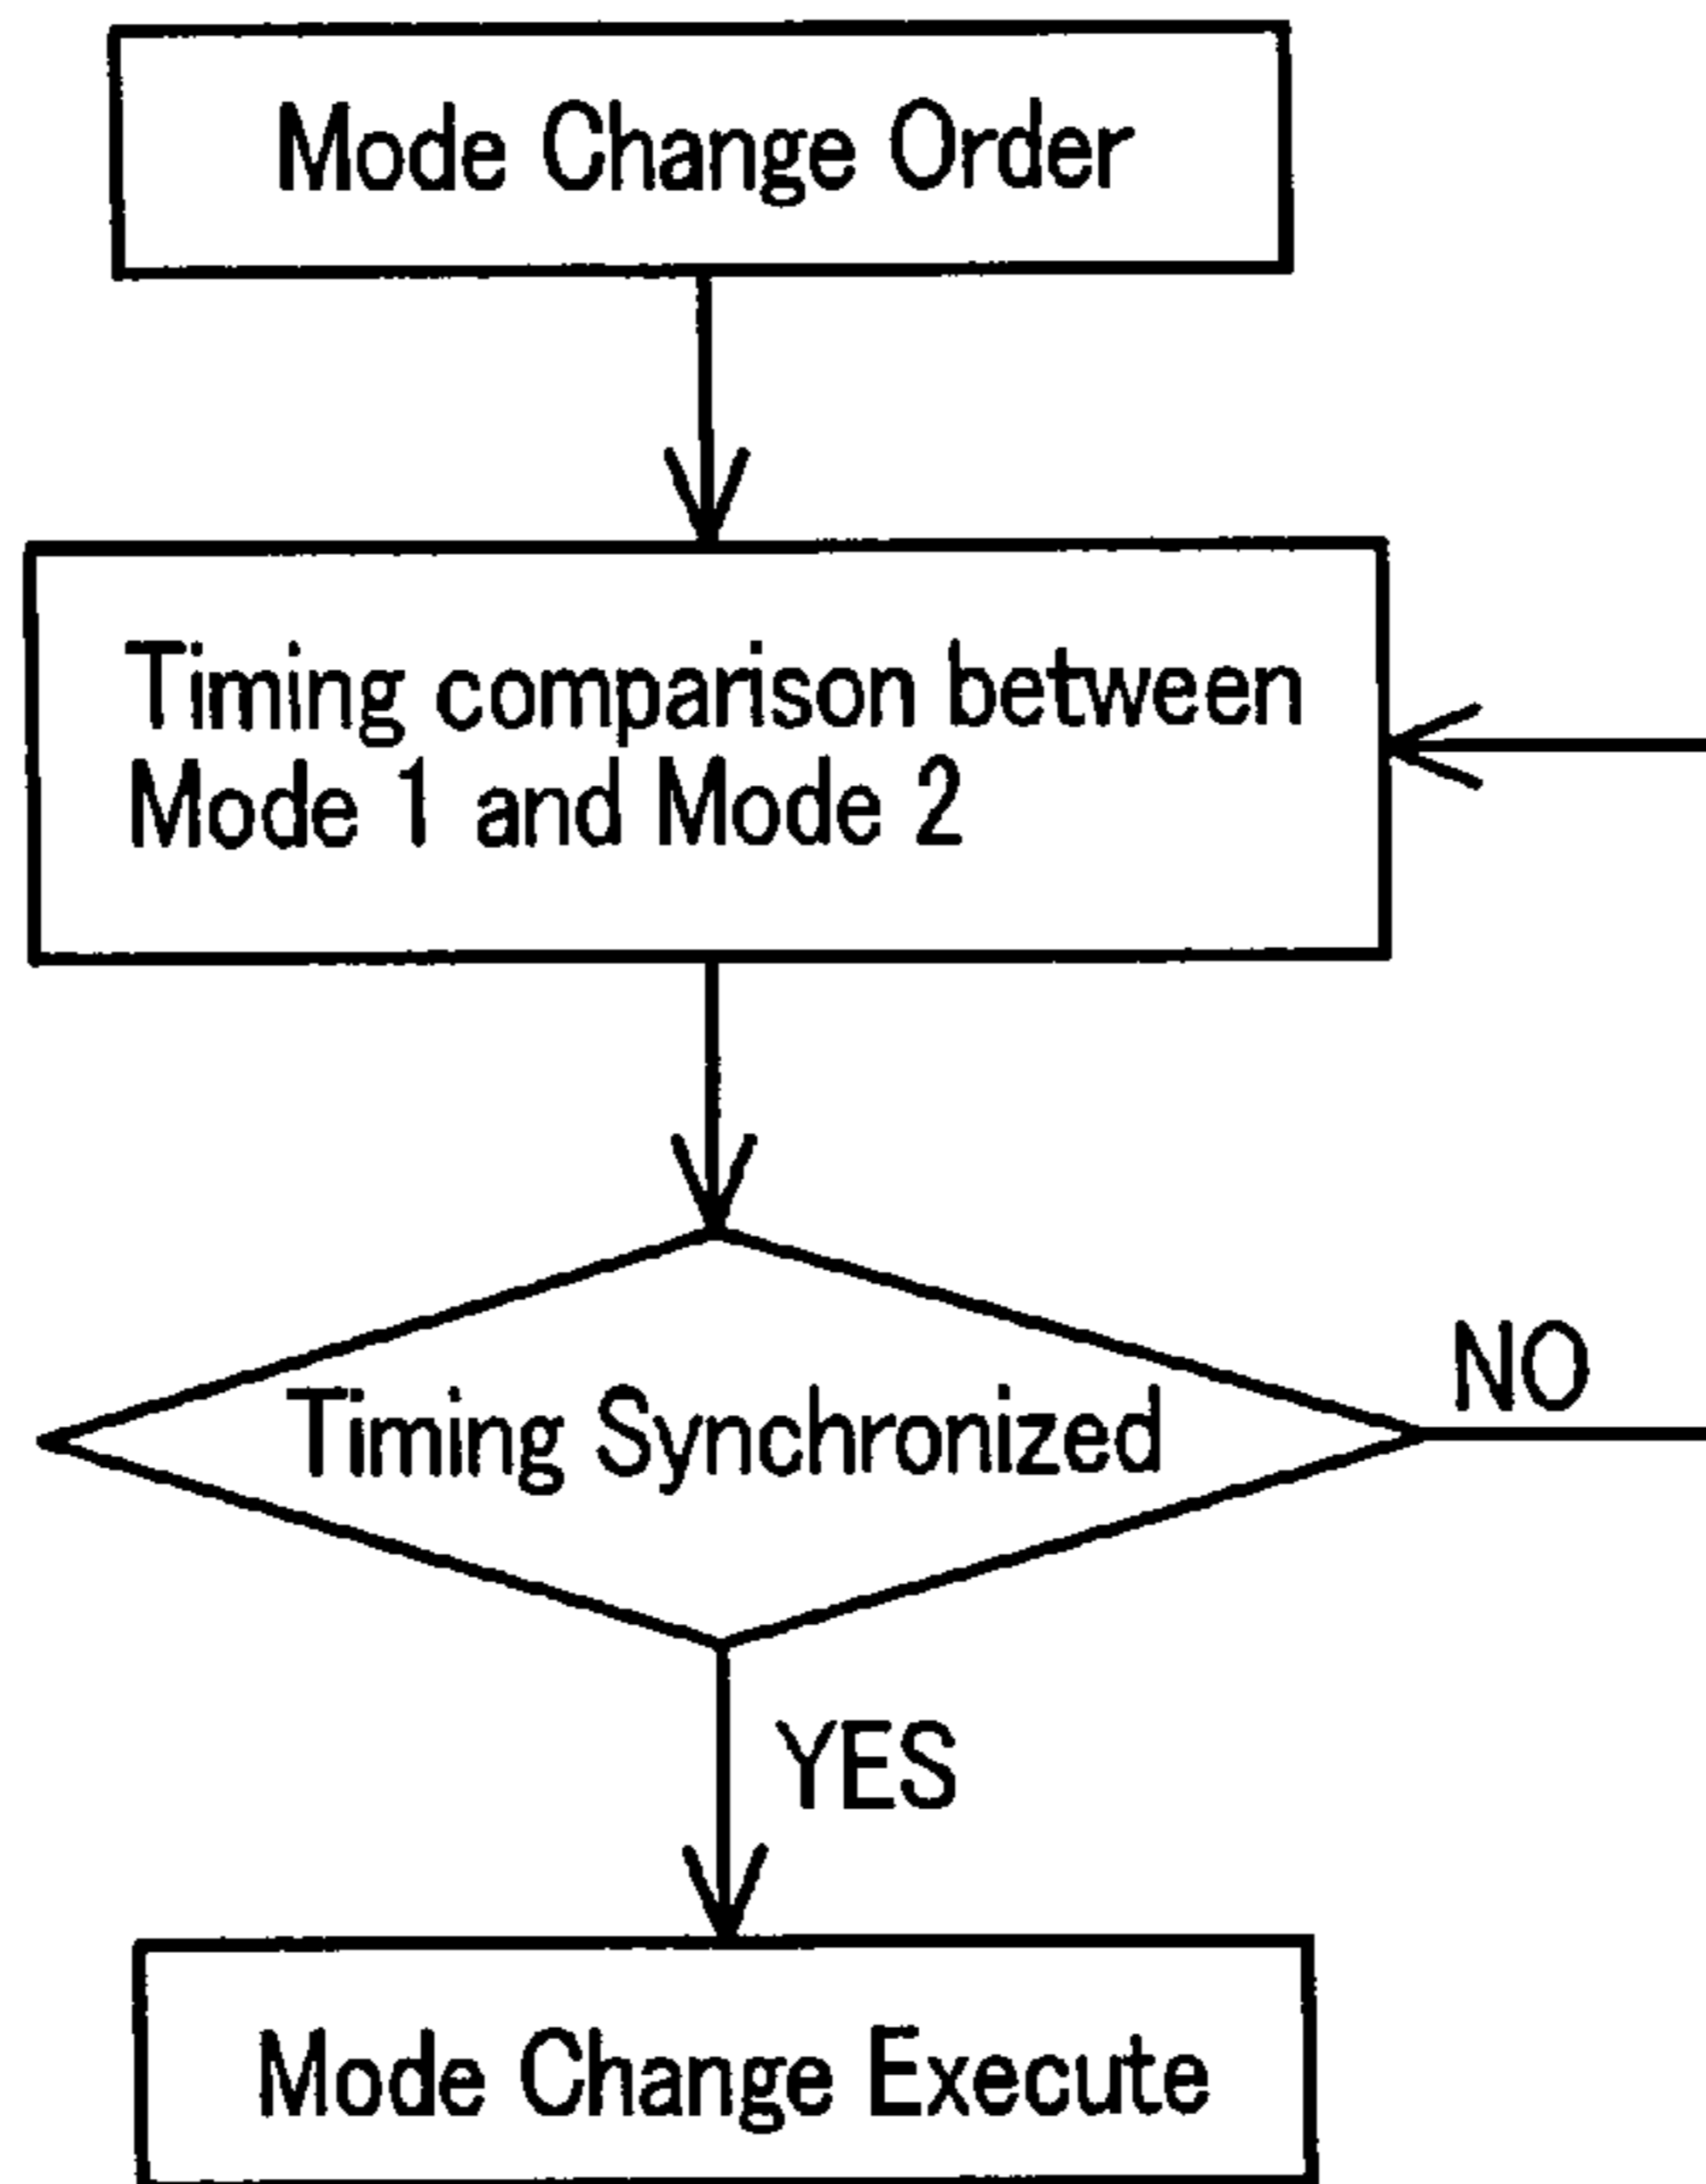 Mode Change Order
Timing comparison between
Mode 1 and Mode 2
Timing Synchronized
NO
YES
Mode Change Execute